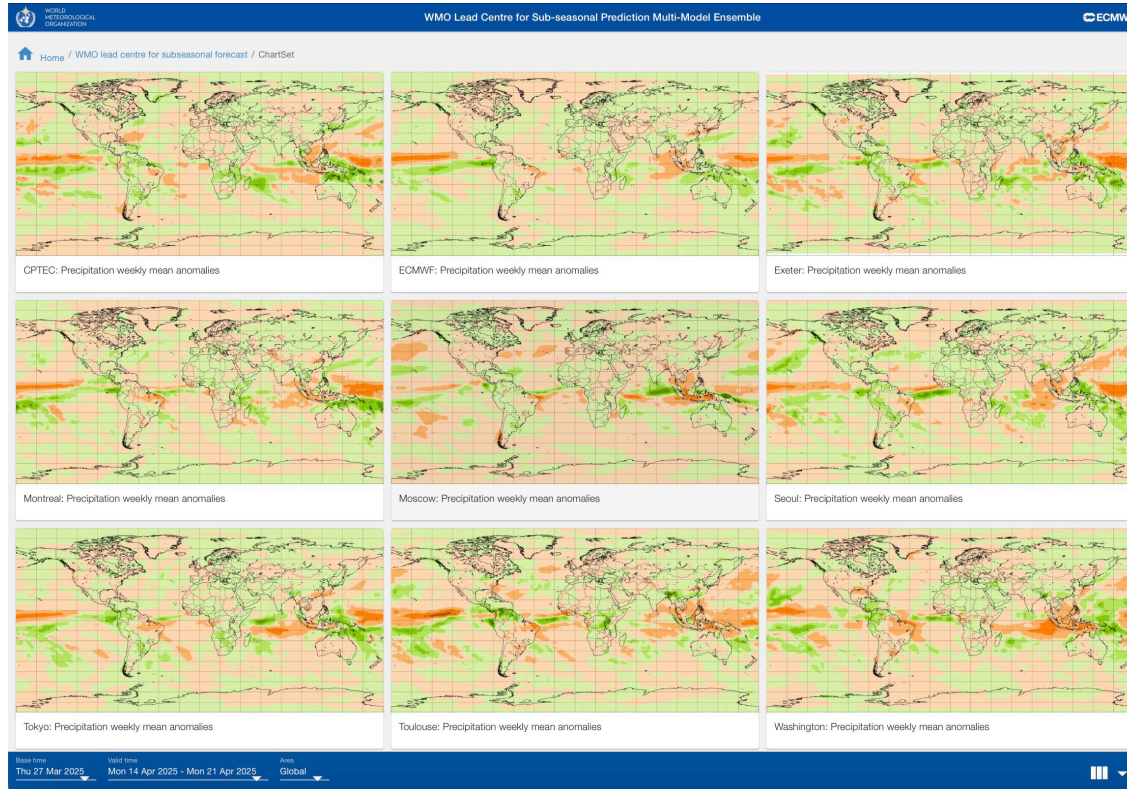 WORLD
METEOROLOGICAL
ORGANIZATION
WMO Lead Centre for Sub-seasonal Prediction Multi-Model Ensemble
Home / WMO lead centre for subseasonal forecast / ChartSet
CPTEC: Precipitation weekly mean anomalies
ECMWF: Precipitation weekly mean anomalies
Exeter: Precipitation weekly mean anomalies
Montreal: Precipitation weekly mean anomalies
Moscow: Precipitation weekly mean anomalies
Seoul: Precipitation weekly mean anomalies
Tokyo: Precipitation weekly mean anomalies
Toulouse: Precipitation weekly mean anomalies
Washington: Precipitation weekly mean anomalies
Base time
Thu 27 Mar 2025
Valid time
Mon 14 Apr 2025 - Mon 21 Apr 2025
Area
Global